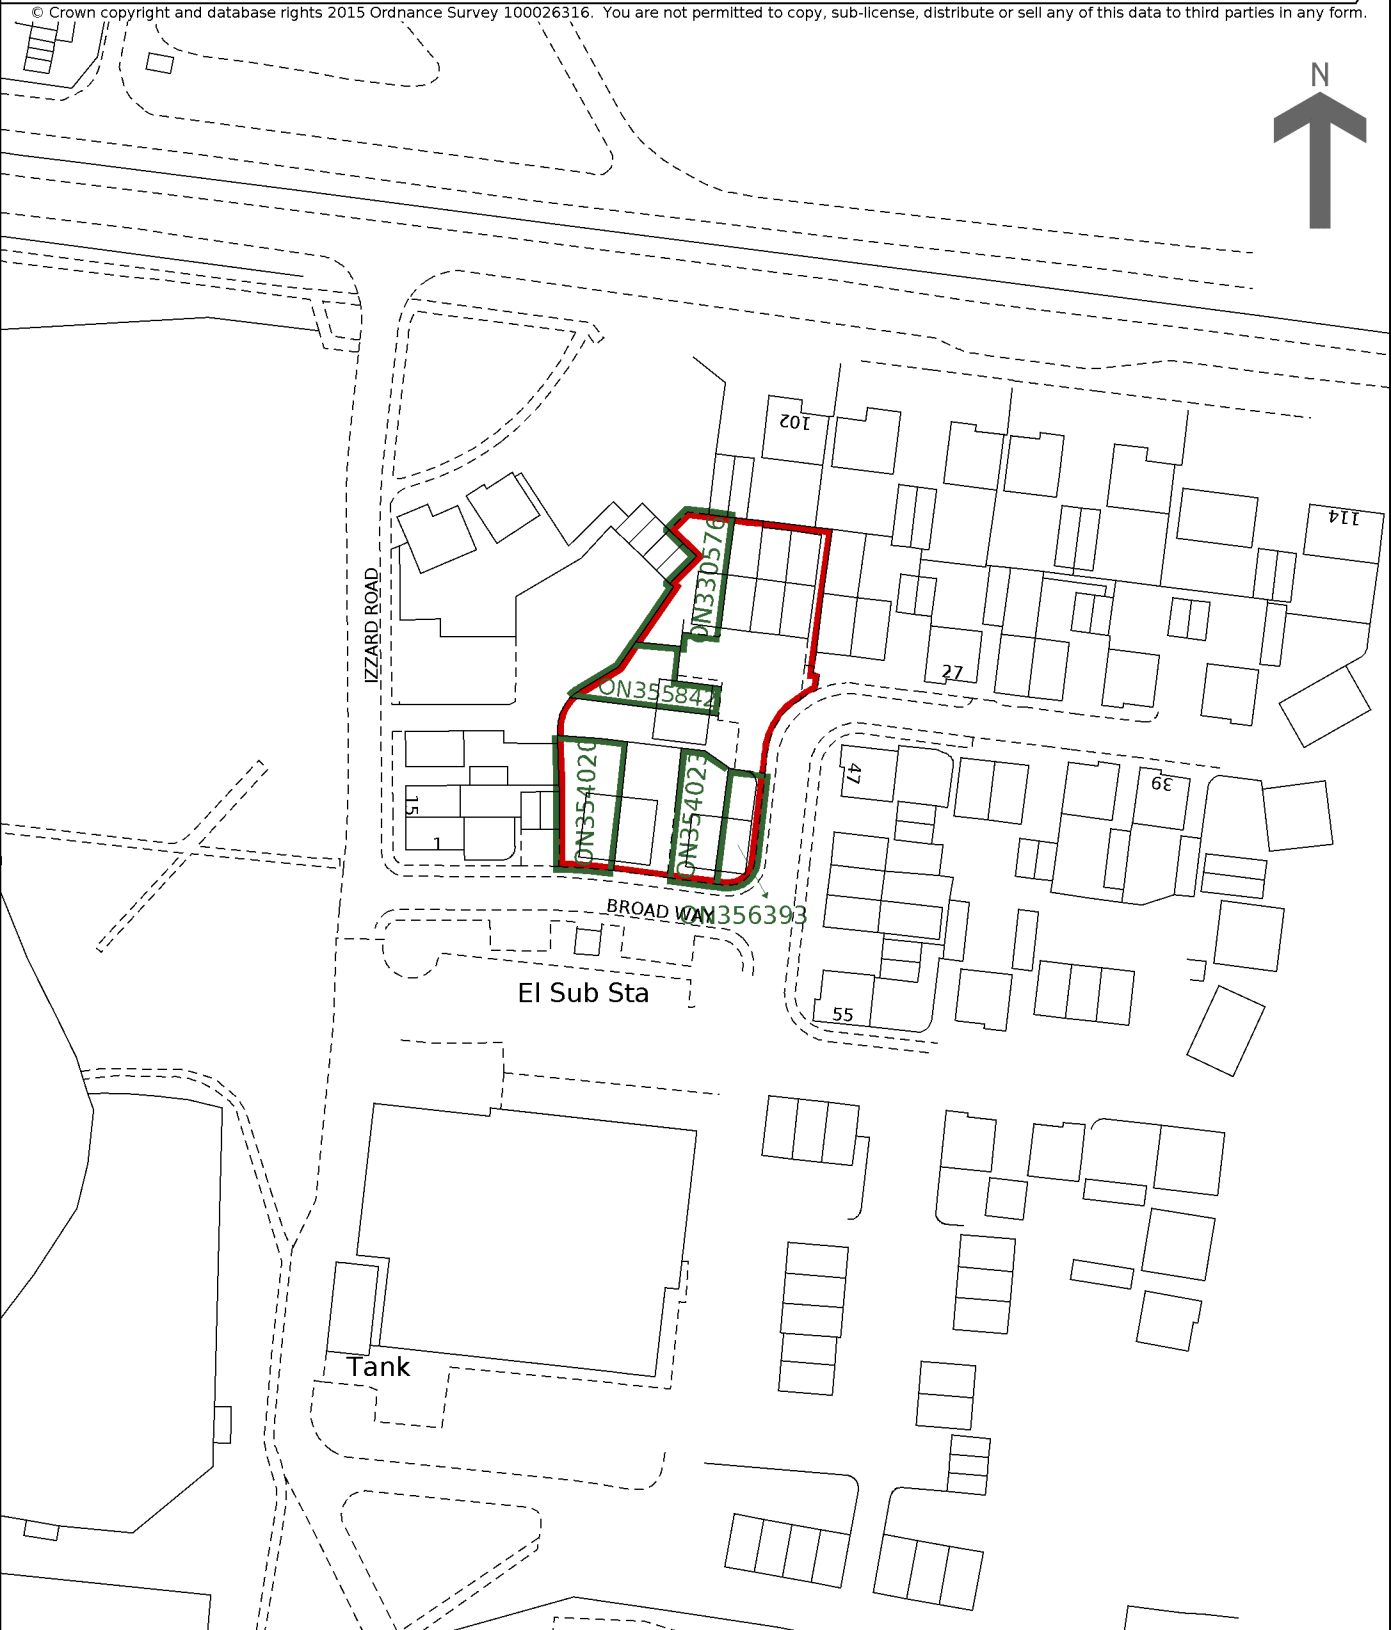 © Crown copyright and database rights 2015 Ordnance Survey 100026316. You are not permitted to copy, sub-license, distribute or sell any of this data to third parties in any form.
N
102
114
ON330576
IZZARD ROAD
27
ON355842
47
39
ON354020
ON354023
15
1
BROAD WAY
ON356393
El Sub Sta
55
Tank